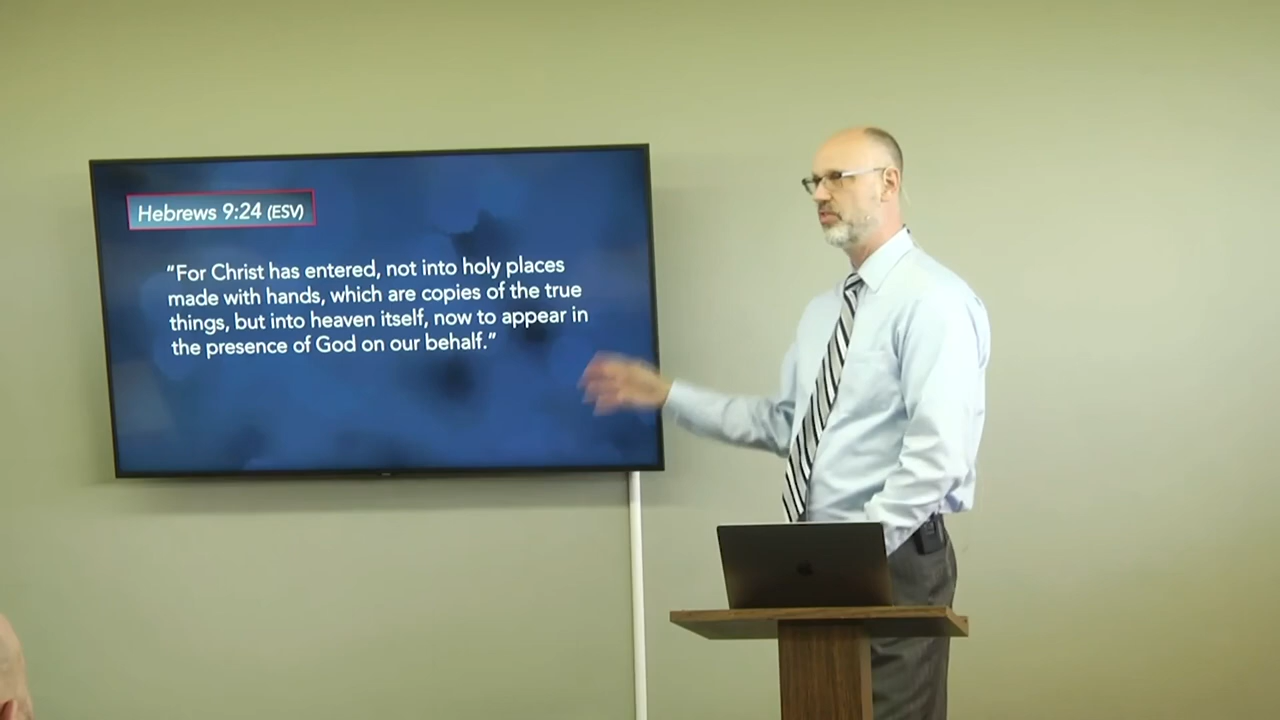 Hebrews 9:24 (ESV)
“For Christ has entered, not into holy places
made with hands, which are copies of the true
things, but into heaven itself, now to appear in
the presence of God on our behalf.”